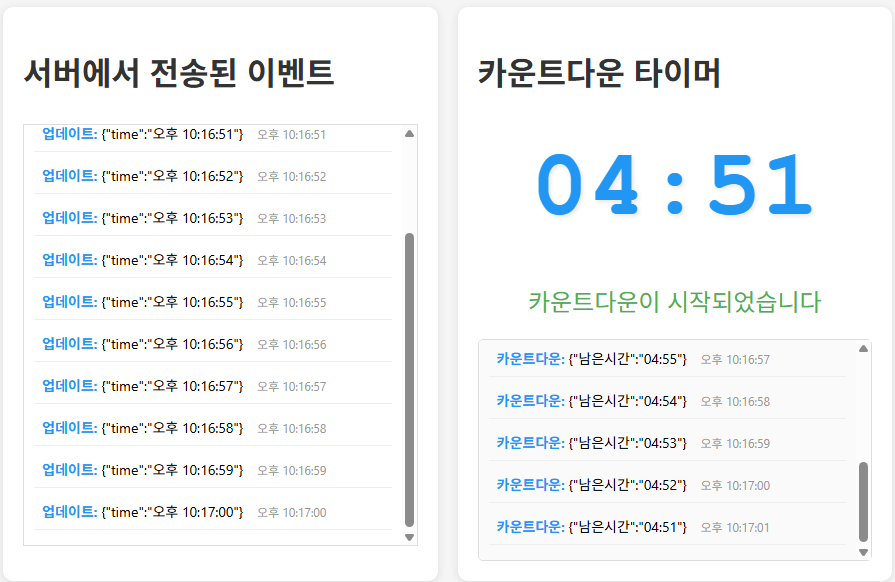 서버에서 전송된 이벤트
업데이트: {"time":"오후 10:16:51"} 오후 10:16:51
업데이트: {"time":"오후 10:16:52"} 오후 10:16:52
업데이트: {"time":"오후 10:16:53"} 오후 10:16:53
업데이트: {"time":"오후 10:16:54"} 오후 10:16:54
업데이트: {"time":"오후 10:16:55"} 오후 10:16:55
업데이트: {"time":"오후 10:16:56"} 오후 10:16:56
업데이트: {"time":"오후 10:16:57"} 오후 10:16:57
업데이트: {"time":"오후 10:16:58"} 오후 10:16:58
업데이트: {"time":"오후 10:16:59"} 오후 10:16:59
업데이트: {"time":"오후 10:17:00"} 오후 10:17:00
카운트다운 타이머
04:51
카운트다운이 시작되었습니다
카운트다운: {"남은시간":"04:55"} 오후 10:16:57
카운트다운: {"남은시간":"04:54"} 오후 10:16:58
카운트다운: {"남은시간":"04:53"} 오후 10:16:59
카운트다운: {"남은시간":"04:52"} 오후 10:17:00
카운트다운: {"남은시간":"04:51"} 오후 10:17:01